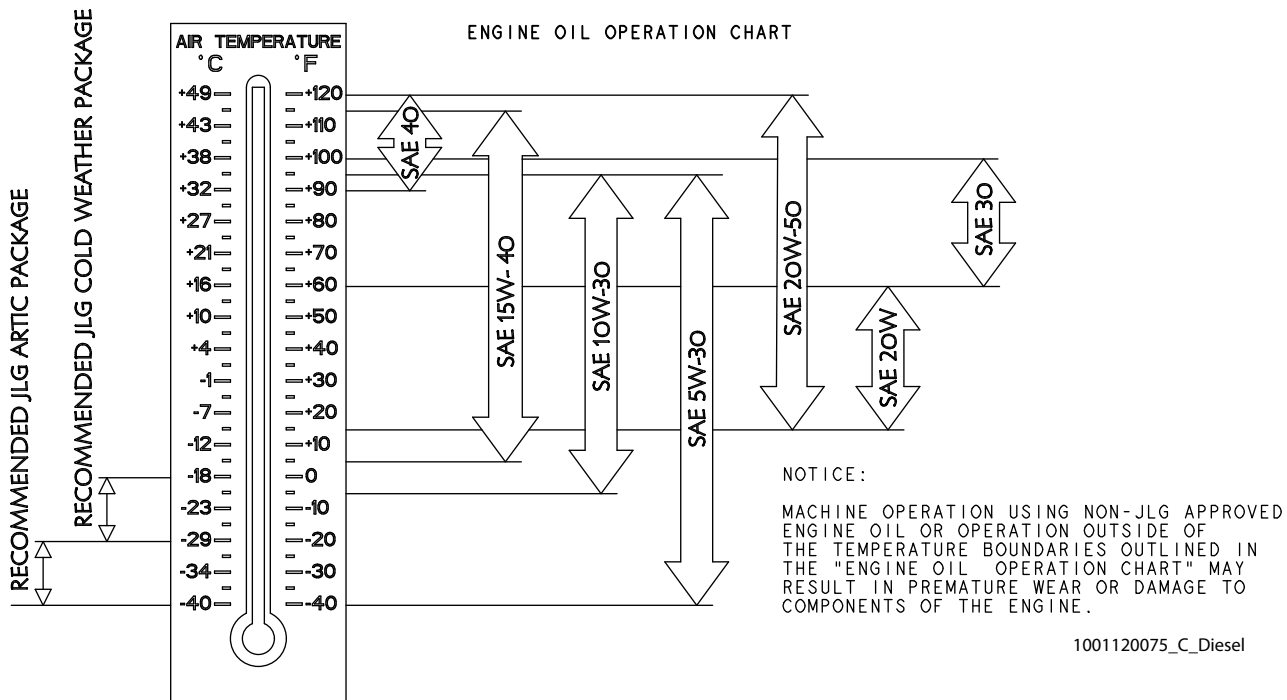 ENGINE OIL OPERATION CHART
RECOMMENDED JLG ARTIC PACKAGE
RECOMMENDED JLG COLD WEATHER PACKAGE
AIR TEMPERATURE
°C °F
+49 +120
+43 +110
+38 +100
+32 +90
+27 +80
+21 +70
+16 +60
+10 +50
+4 +40
-1 +30
-7 +20
-12 +10
-18 0
-23 -10
-29 -20
-34 -30
-40 -40
SAE 40
SAE 15W-40
SAE 10W-30
SAE 5W-30
SAE 20W-50
SAE 20W
SAE 30
NOTICE:
MACHINE OPERATION USING NON-JLG APPROVED
ENGINE OIL OR OPERATION OUTSIDE OF
THE TEMPERATURE BOUNDARIES OUTLINED IN
THE "ENGINE OIL OPERATION CHART" MAY
RESULT IN PREMATURE WEAR OR DAMAGE TO
COMPONENTS OF THE ENGINE.
1001120075_C_Diesel